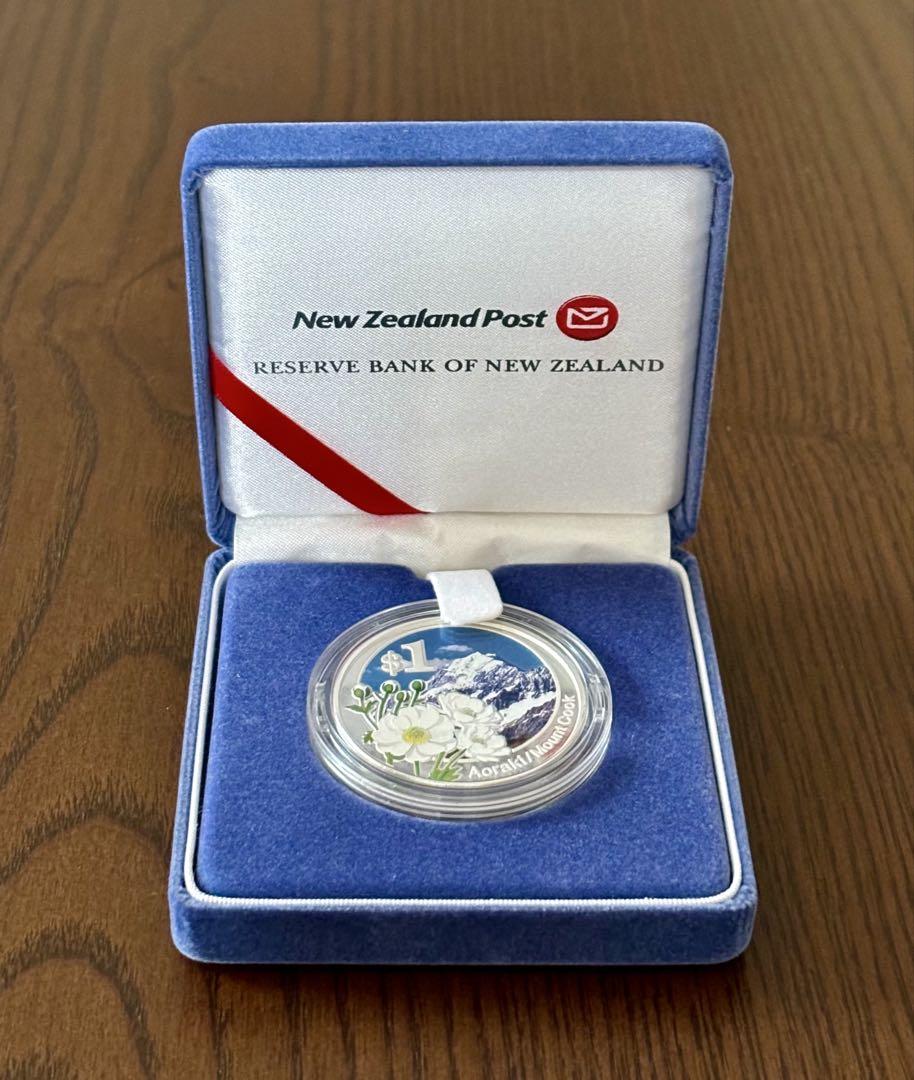 New Zealand Post
RESERVE BANK OF NEW ZEALAND
$1
Aoraki/Mount Cook